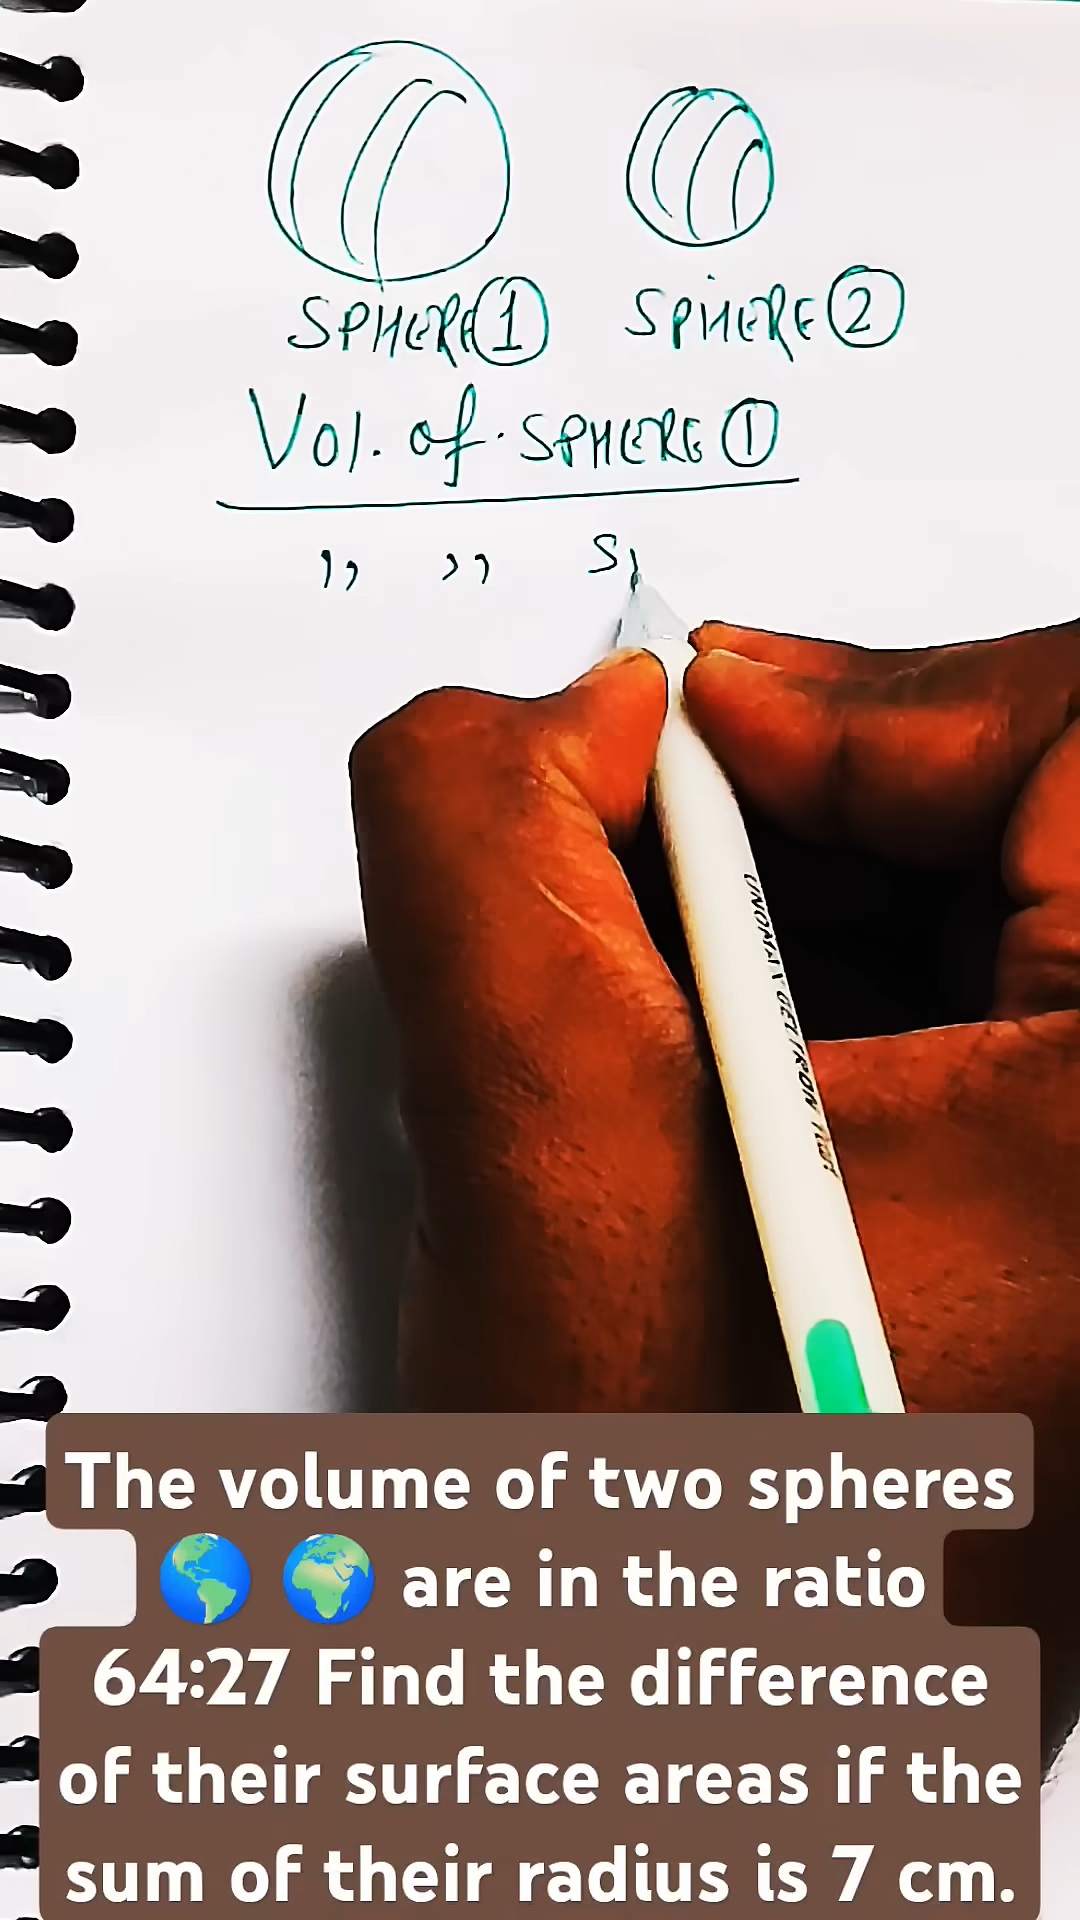 SPHERE 1 SPHERE 2
Vol. of SPHERE 1
,, ,, S
The volume of two spheres
🌎 🌍 are in the ratio
64:27 Find the difference
of their surface areas if the
sum of their radius is 7 cm.